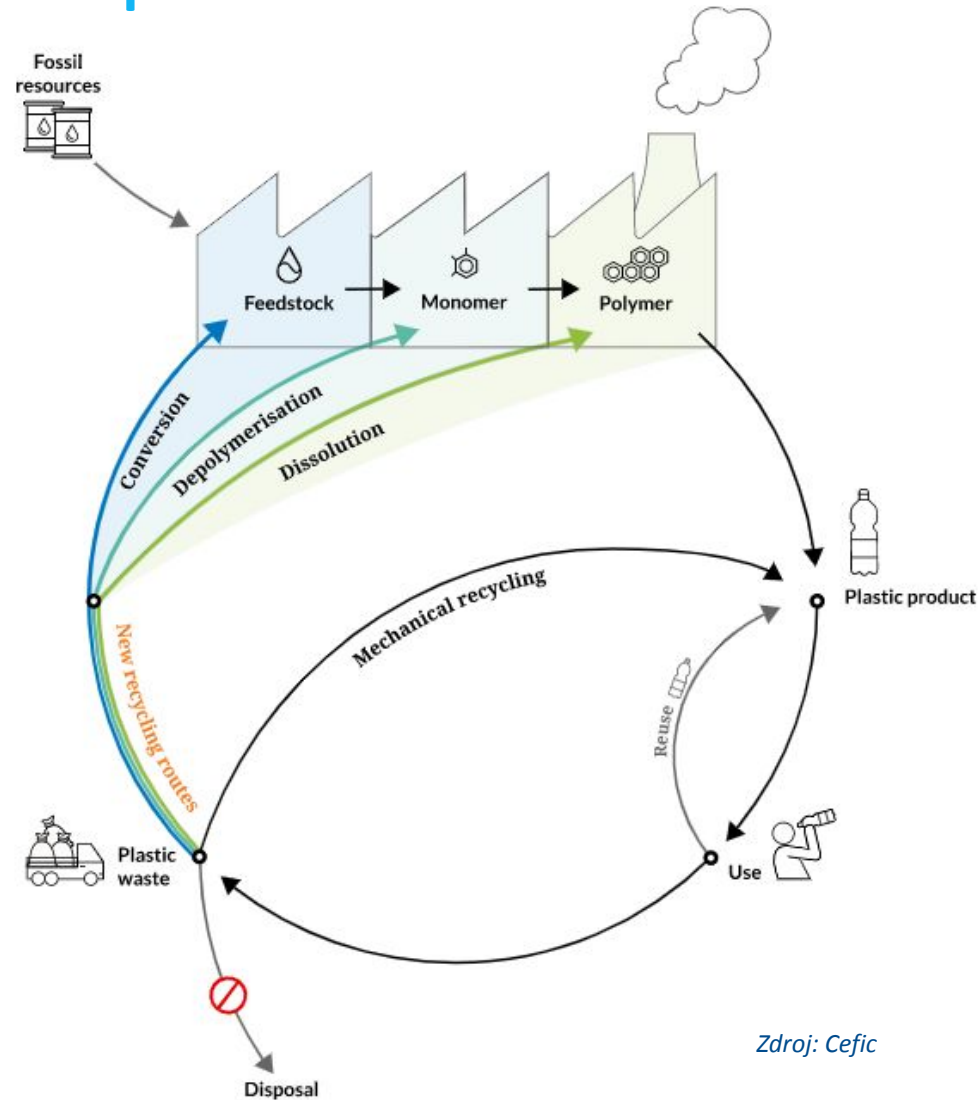 Fossil
resources
Feedstock
Monomer
Polymer
Conversion
Depolymerisation
Dissolution
Plastic product
Mechanical recycling
New recycling routes
Reuse
Plastic
waste
Use
Zdroj: Cefic
Disposal